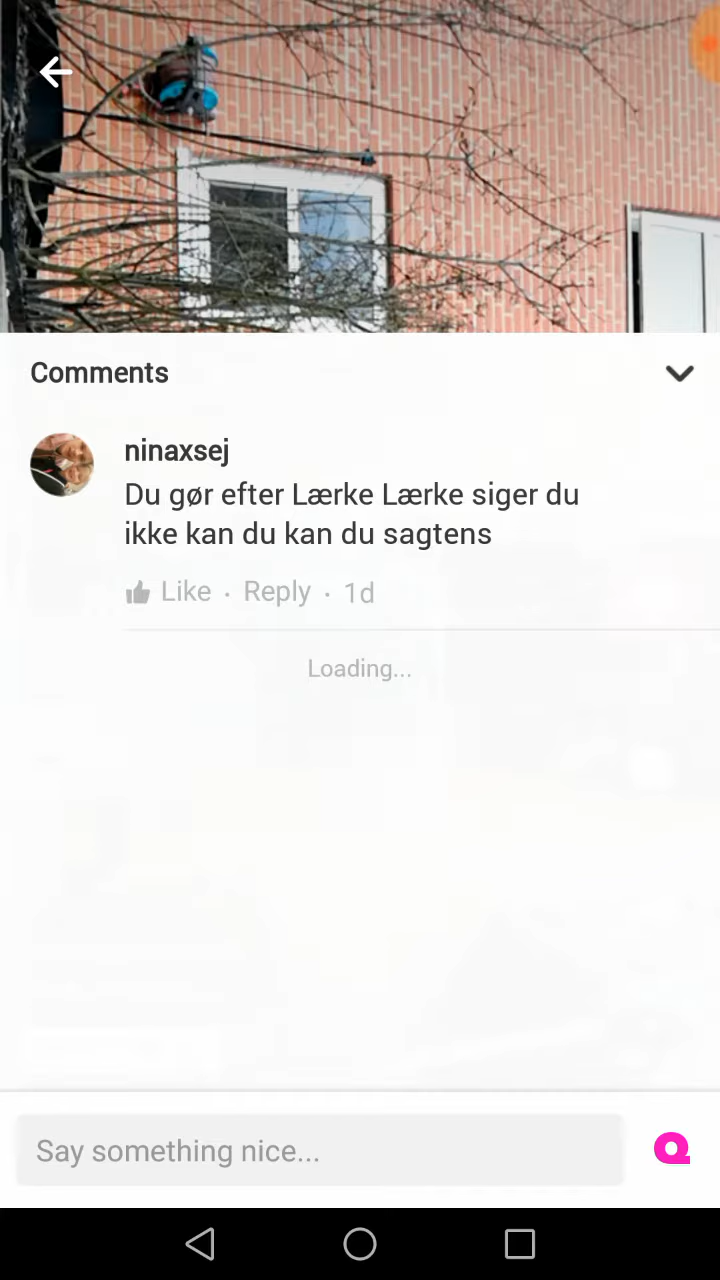 Comments
ninaxsej
Du gør efter Lærke Lærke siger du
ikke kan du kan du sagtens
Like · Reply · 1d
Loading...
Say something nice...